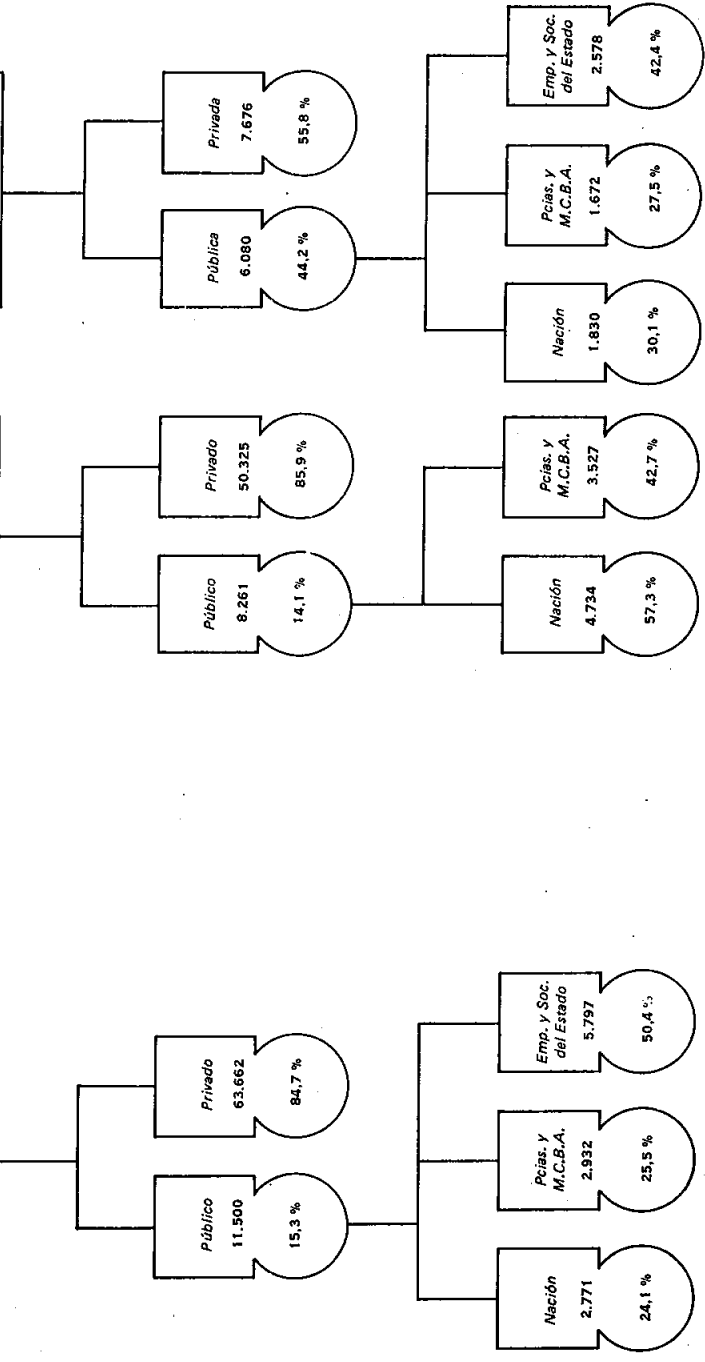 Público
11.500
15,3 %
Privado
63.662
84,7 %
Público
8.261
14,1 %
Privado
50.325
85,9 %
Pública
6.080
44,2 %
Privada
7.676
55,8 %
Nación
2.771
24,1 %
Pcias. y
M.C.B.A.
2.932
25,5 %
Emp. y Soc.
del Estado
5.797
50,4 %
Nación
4.734
57,3 %
Pcias. y
M.C.B.A.
3.527
42,7 %
Nación
1.830
30,1 %
Pcias. y
M.C.B.A.
1.672
27,5 %
Emp. y Soc.
del Estado
2.578
42,4 %